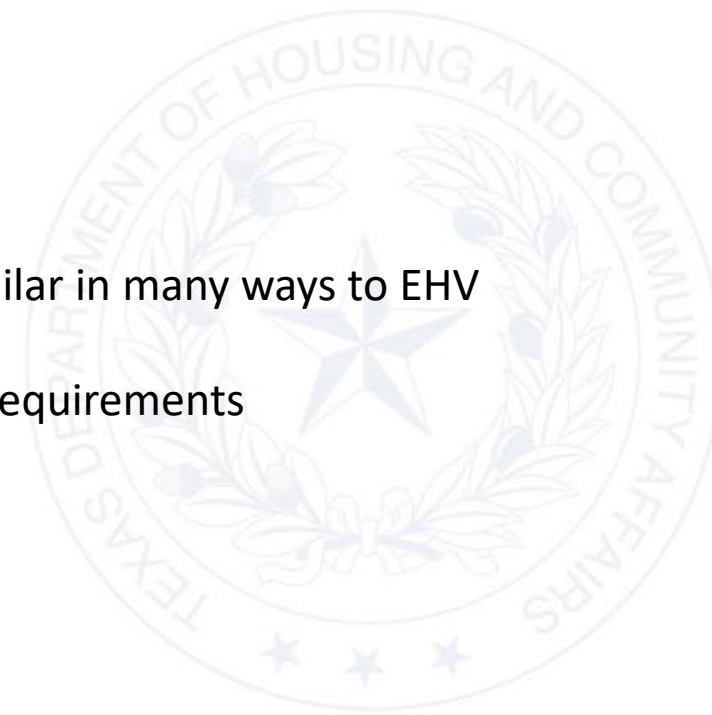 TEXAS DEPARTMENT OF HOUSING AND COMMUNITY AFFAIRS
ilar in many ways to EHV
equirements